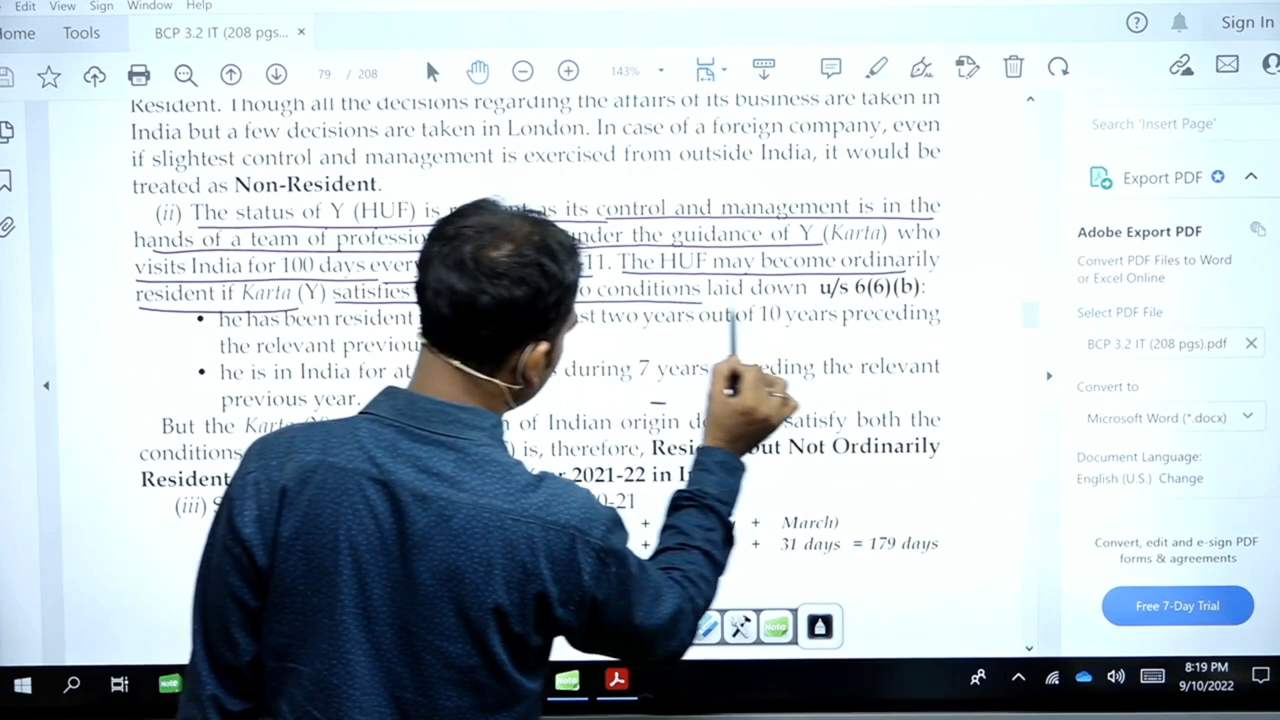 Edit View Sign Window Help
Home Tools BCP 3.2 IT (208 pgs... × Sign In
79 / 208 143%
Resident. Though all the decisions regarding the affairs of its business are taken in
India but a few decisions are taken in London. In case of a foreign company, even
if slightest control and management is exercised from outside India, it would be
treated as Non-Resident.
(ii) The status of Y (HUF) is as its control and management is in the
hands of a team of under the guidance of Y (Karta) who
visits India for 100 days every 11. The HUF may become ordinarily
resident if Karta (Y) satisfies conditions laid down u/s 6(6)(b):
• he has been resident two years out of 10 years preceding
the relevant
• he is in India for during 7 years the relevant
previous year.
But the of Indian origin satisfy both the
conditions is, therefore, But Not Ordinarily
Resident 2021-22 in
(iii)
+ + March)
+ + 31 days = 179 days
Search 'Insert Page'
Export PDF
Adobe Export PDF
Convert PDF Files to Word
or Excel Online
Select PDF File
BCP 3.2 IT (208 pgs).pdf ×
Convert to
Microsoft Word (*.docx)
Document Language:
English (U.S.) Change
Convert, edit and e-sign PDF
forms & agreements
Free 7-Day Trial
Note
Note Note
8:19 PM
9/10/2022